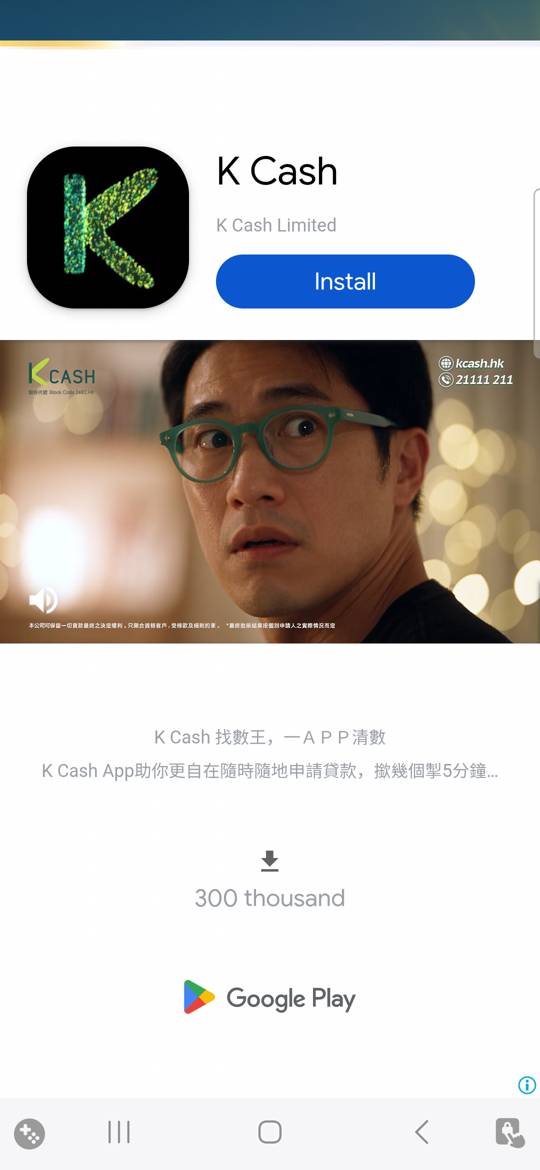 K Cash
K Cash Limited
Install
KCASH
kcash.hk
21111 211
K Cash 找數王，一ＡＰＰ清數
K Cash App助你更自在隨時隨地申請貸款，撳幾個掣5分鐘...
300 thousand
Google Play